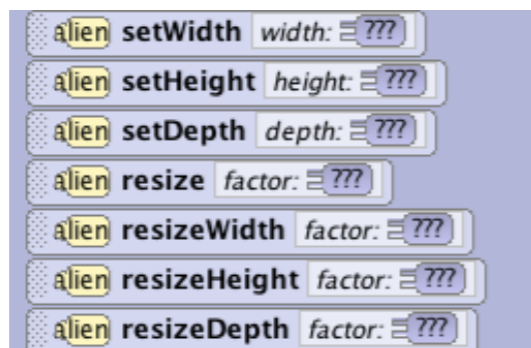 alien setWidth width: ???
alien setHeight height: ???
alien setDepth depth: ???
alien resize factor: ???
alien resizeWidth factor: ???
alien resizeHeight factor: ???
alien resizeDepth factor: ???